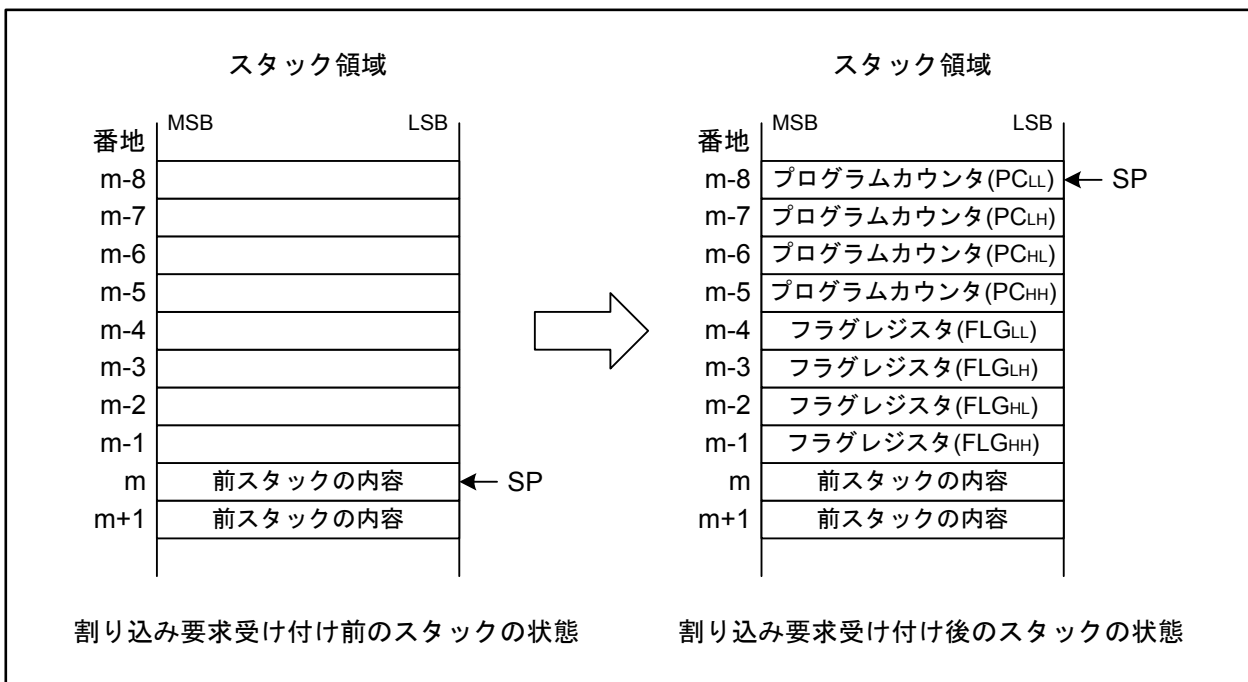 スタック領域
MSB LSB
番地
m-8
m-7
m-6
m-5
m-4
m-3
m-2
m-1
m 前スタックの内容 SP
m+1 前スタックの内容
割り込み要求受け付け前のスタックの状態
スタック領域
MSB LSB
番地
m-8 プログラムカウンタ(PCLL) SP
m-7 プログラムカウンタ(PCLH)
m-6 プログラムカウンタ(PCHL)
m-5 プログラムカウンタ(PCHH)
m-4 フラグレジスタ(FLGLL)
m-3 フラグレジスタ(FLGLH)
m-2 フラグレジスタ(FLGHL)
m-1 フラグレジスタ(FLGHH)
m 前スタックの内容
m+1 前スタックの内容
割り込み要求受け付け後のスタックの状態